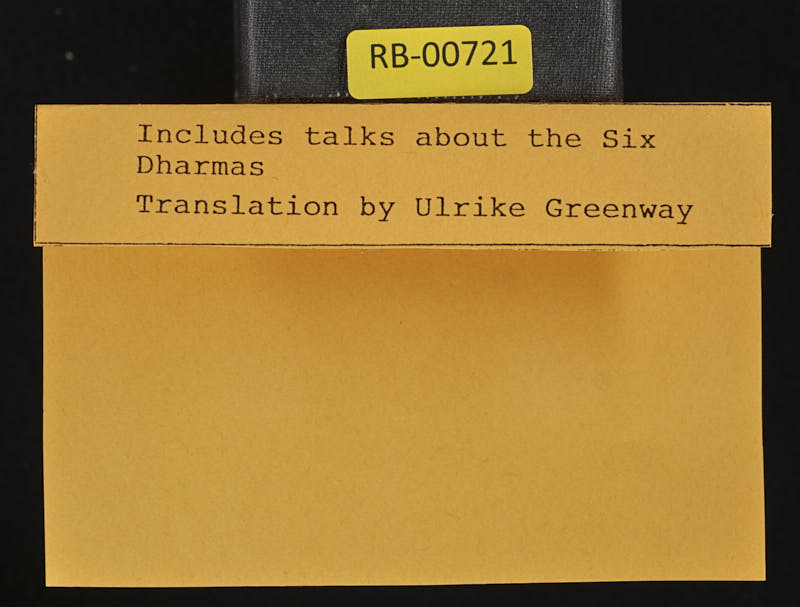 RB-00721
Includes talks about the Six
Dharmas
Translation by Ulrike Greenway